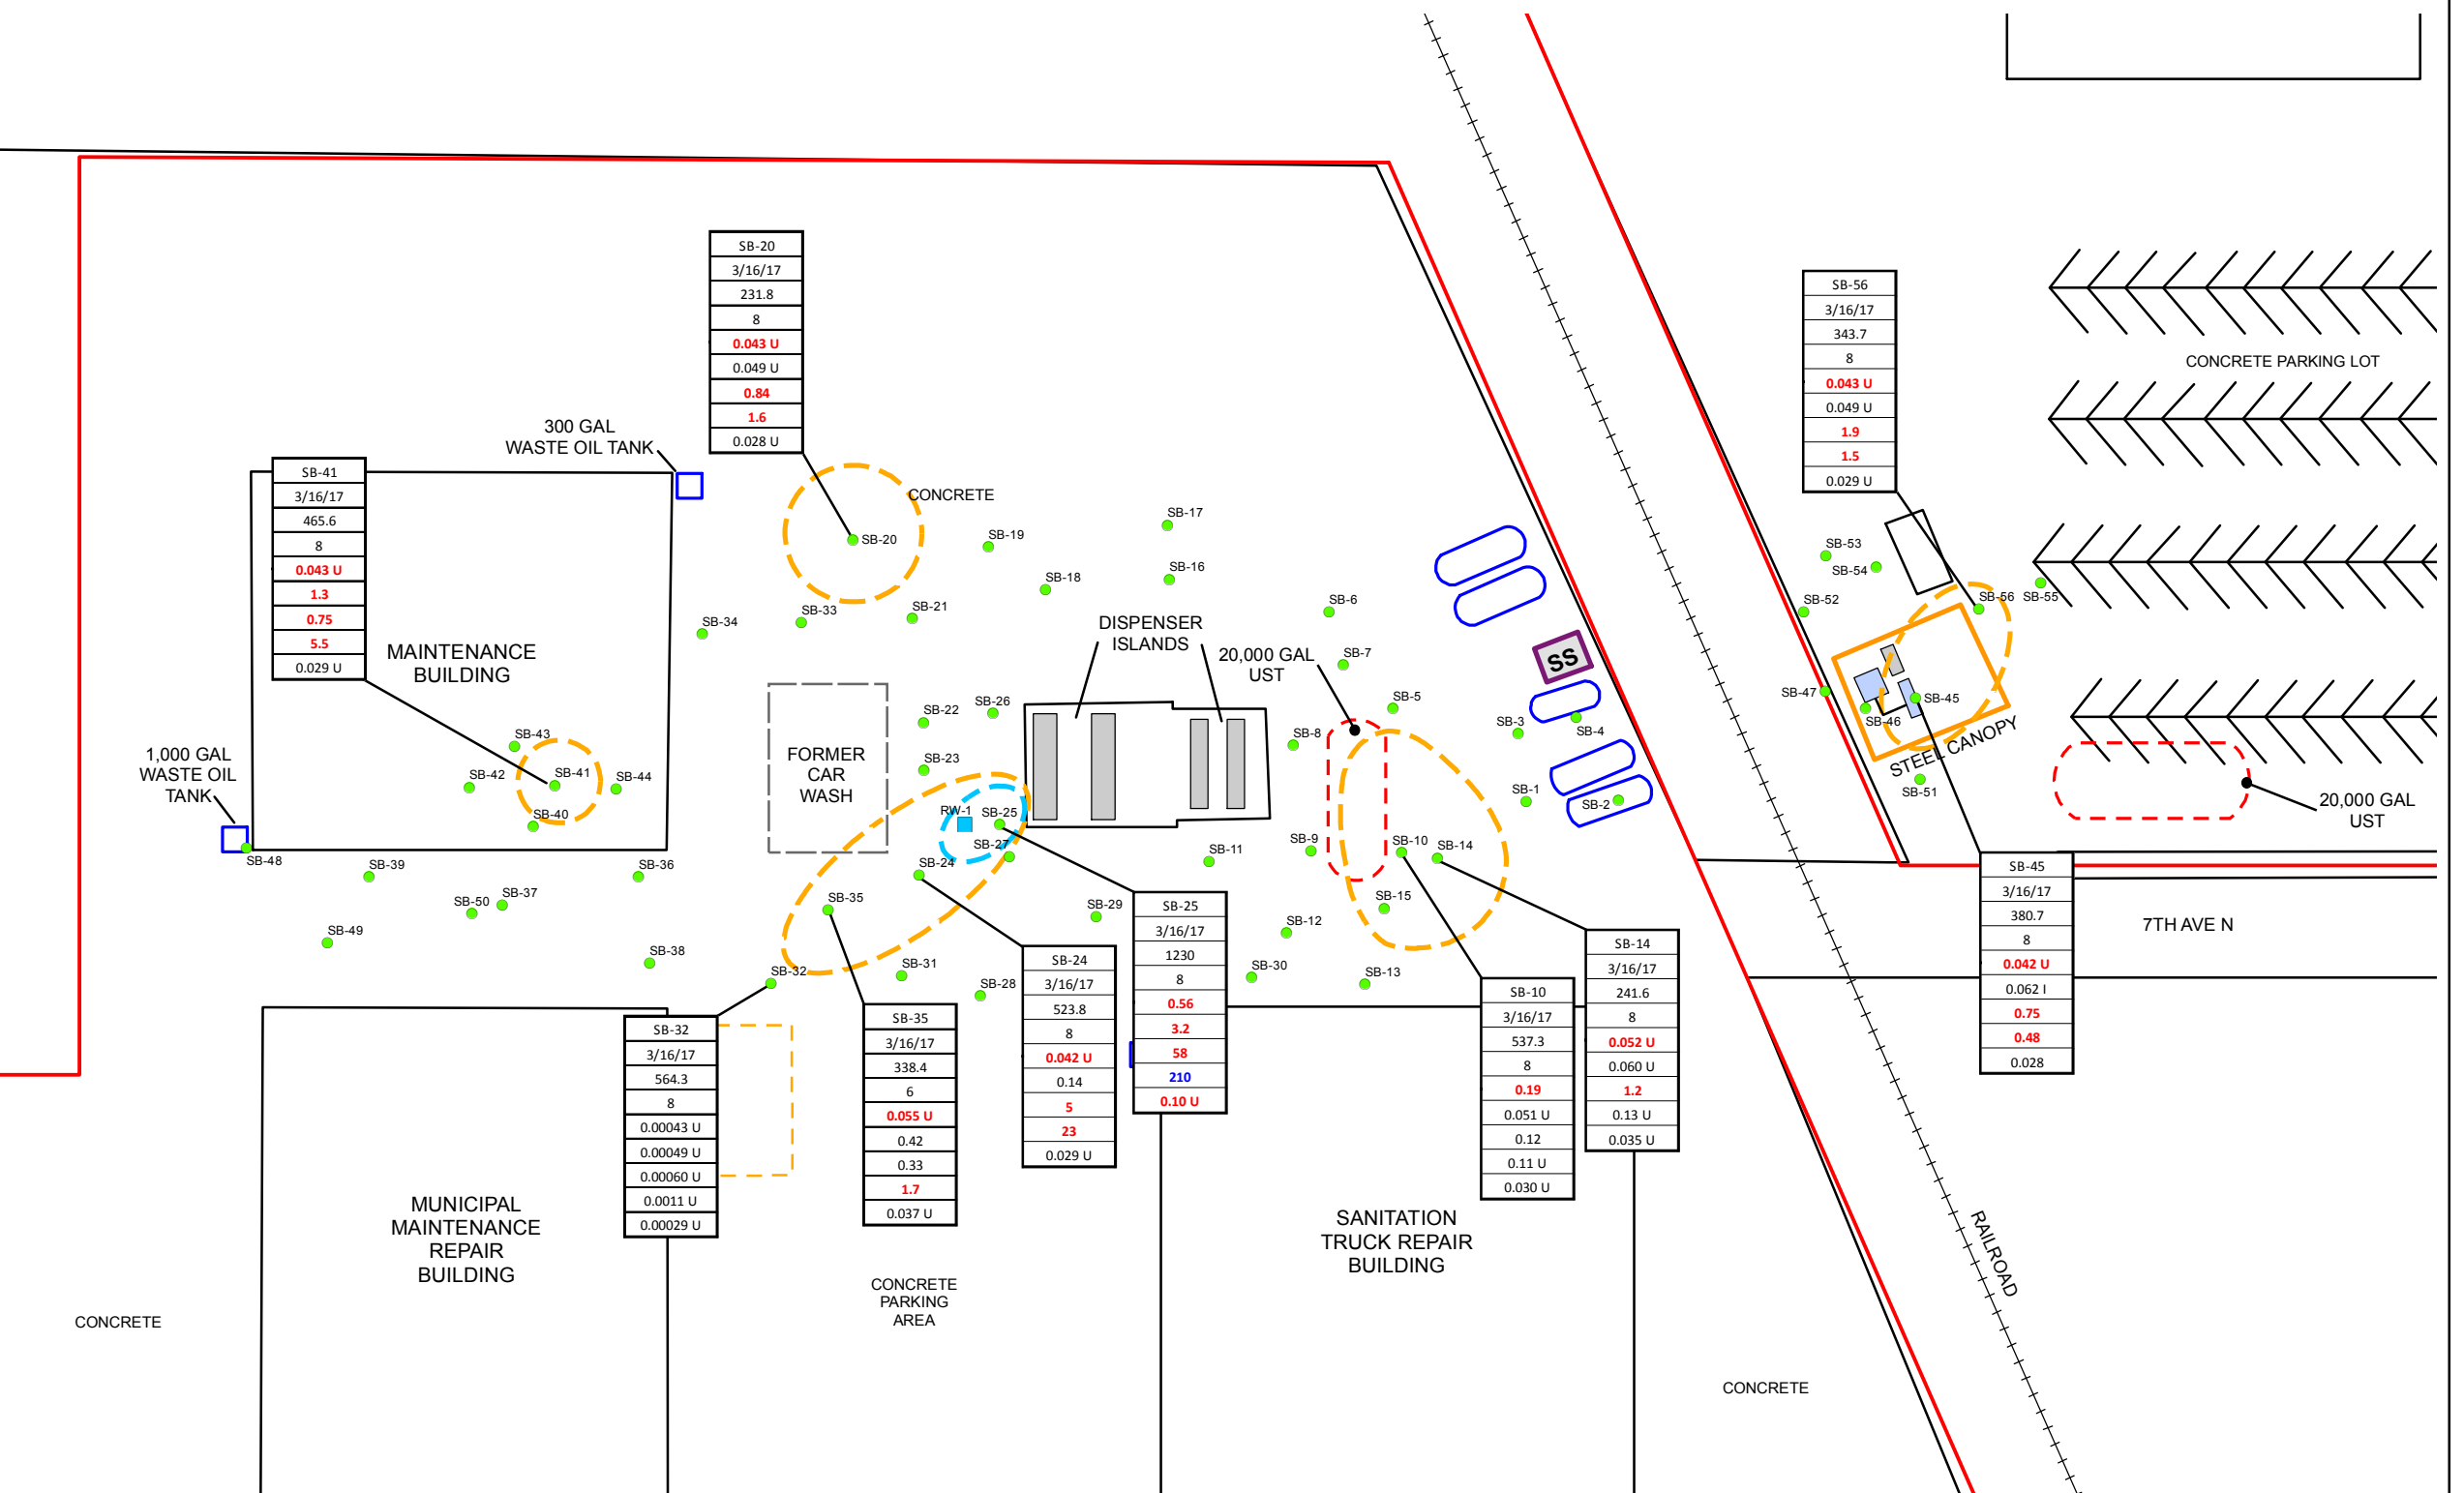 SB-20
3/16/17
231.8
8
0.043 U
0.049 U
0.84
1.6
0.028 U
SB-56
3/16/17
343.7
8
0.043 U
0.049 U
1.9
1.5
0.029 U
CONCRETE PARKING LOT
300 GAL
WASTE OIL TANK
SB-41
3/16/17
465.6
8
0.043 U
1.3
0.75
5.5
0.029 U
CONCRETE
SB-20
SB-19
SB-17
SB-16
SB-18
SB-33
SB-21
SB-34
SB-6
SB-7
SB-5
SB-53
SB-54
SB-52
SB-56
SB-55
MAINTENANCE
BUILDING
DISPENSER
ISLANDS
20,000 GAL
UST
SS
SB-47
SB-46
SB-45
STEEL CANOPY
SB-51
20,000 GAL
UST
SB-22
SB-26
SB-23
SB-8
SB-3
SB-4
SB-1
SB-2
1,000 GAL
WASTE OIL
TANK
SB-43
SB-42
SB-41
SB-44
SB-40
FORMER
CAR
WASH
RW-1
SB-25
SB-27
SB-24
SB-11
SB-9
SB-10
SB-14
SB-15
SB-48
SB-39
SB-36
SB-50
SB-37
SB-49
SB-38
SB-35
SB-32
SB-31
SB-28
SB-29
SB-12
SB-30
SB-13
7TH AVE N
SB-32
3/16/17
564.3
8
0.00043 U
0.00049 U
0.00060 U
0.0011 U
0.00029 U
SB-35
3/16/17
338.4
6
0.055 U
0.42
0.33
1.7
0.037 U
SB-24
3/16/17
523.8
8
0.042 U
0.14
5
23
0.029 U
SB-25
3/16/17
1230
8
0.56
3.2
58
210
0.10 U
SB-10
3/16/17
537.3
8
0.19
0.051 U
0.12
0.11 U
0.030 U
SB-14
3/16/17
241.6
8
0.052 U
0.060 U
1.2
0.13 U
0.035 U
SB-45
3/16/17
380.7
8
0.042 U
0.062 I
0.75
0.48
0.028
MUNICIPAL
MAINTENANCE
REPAIR
BUILDING
CONCRETE
PARKING
AREA
SANITATION
TRUCK REPAIR
BUILDING
RAILROAD
CONCRETE
CONCRETE